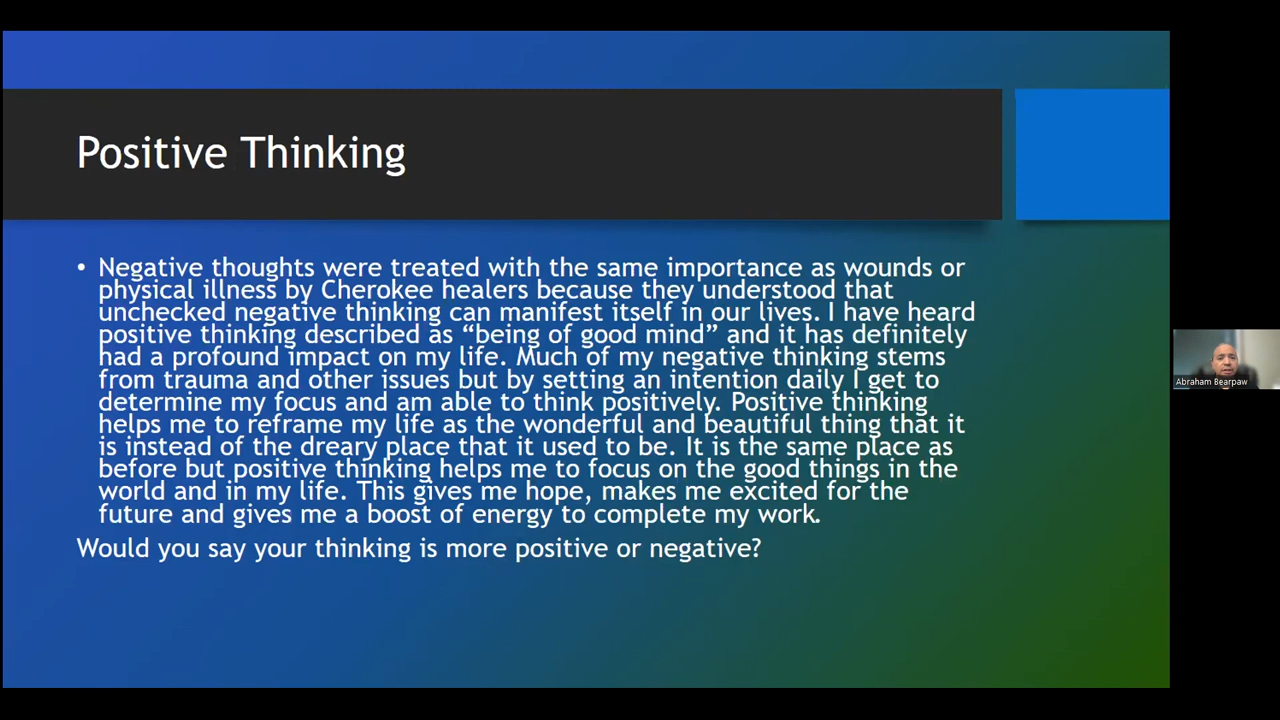 Positive Thinking
• Negative thoughts were treated with the same importance as wounds or
physical illness by Cherokee healers because they understood that
unchecked negative thinking can manifest itself in our lives. I have heard
positive thinking described as “being of good mind” and it has definitely
had a profound impact on my life. Much of my negative thinking stems
from trauma and other issues but by setting an intention daily I get to
determine my focus and am able to think positively. Positive thinking
helps me to reframe my life as the wonderful and beautiful thing that it
is instead of the dreary place that it used to be. It is the same place as
before but positive thinking helps me to focus on the good things in the
world and in my life. This gives me hope, makes me excited for the
future and gives me a boost of energy to complete my work.
Would you say your thinking is more positive or negative?
Abraham Bearpaw